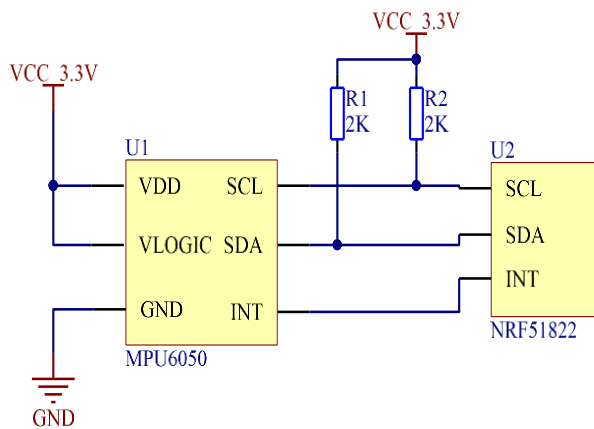 VCC_3.3V
VCC_3.3V
R1
2K
R2
2K
U1
VDD
SCL
VLOGIC
SDA
GND
INT
MPU6050
U2
SCL
SDA
INT
NRF51822
GND